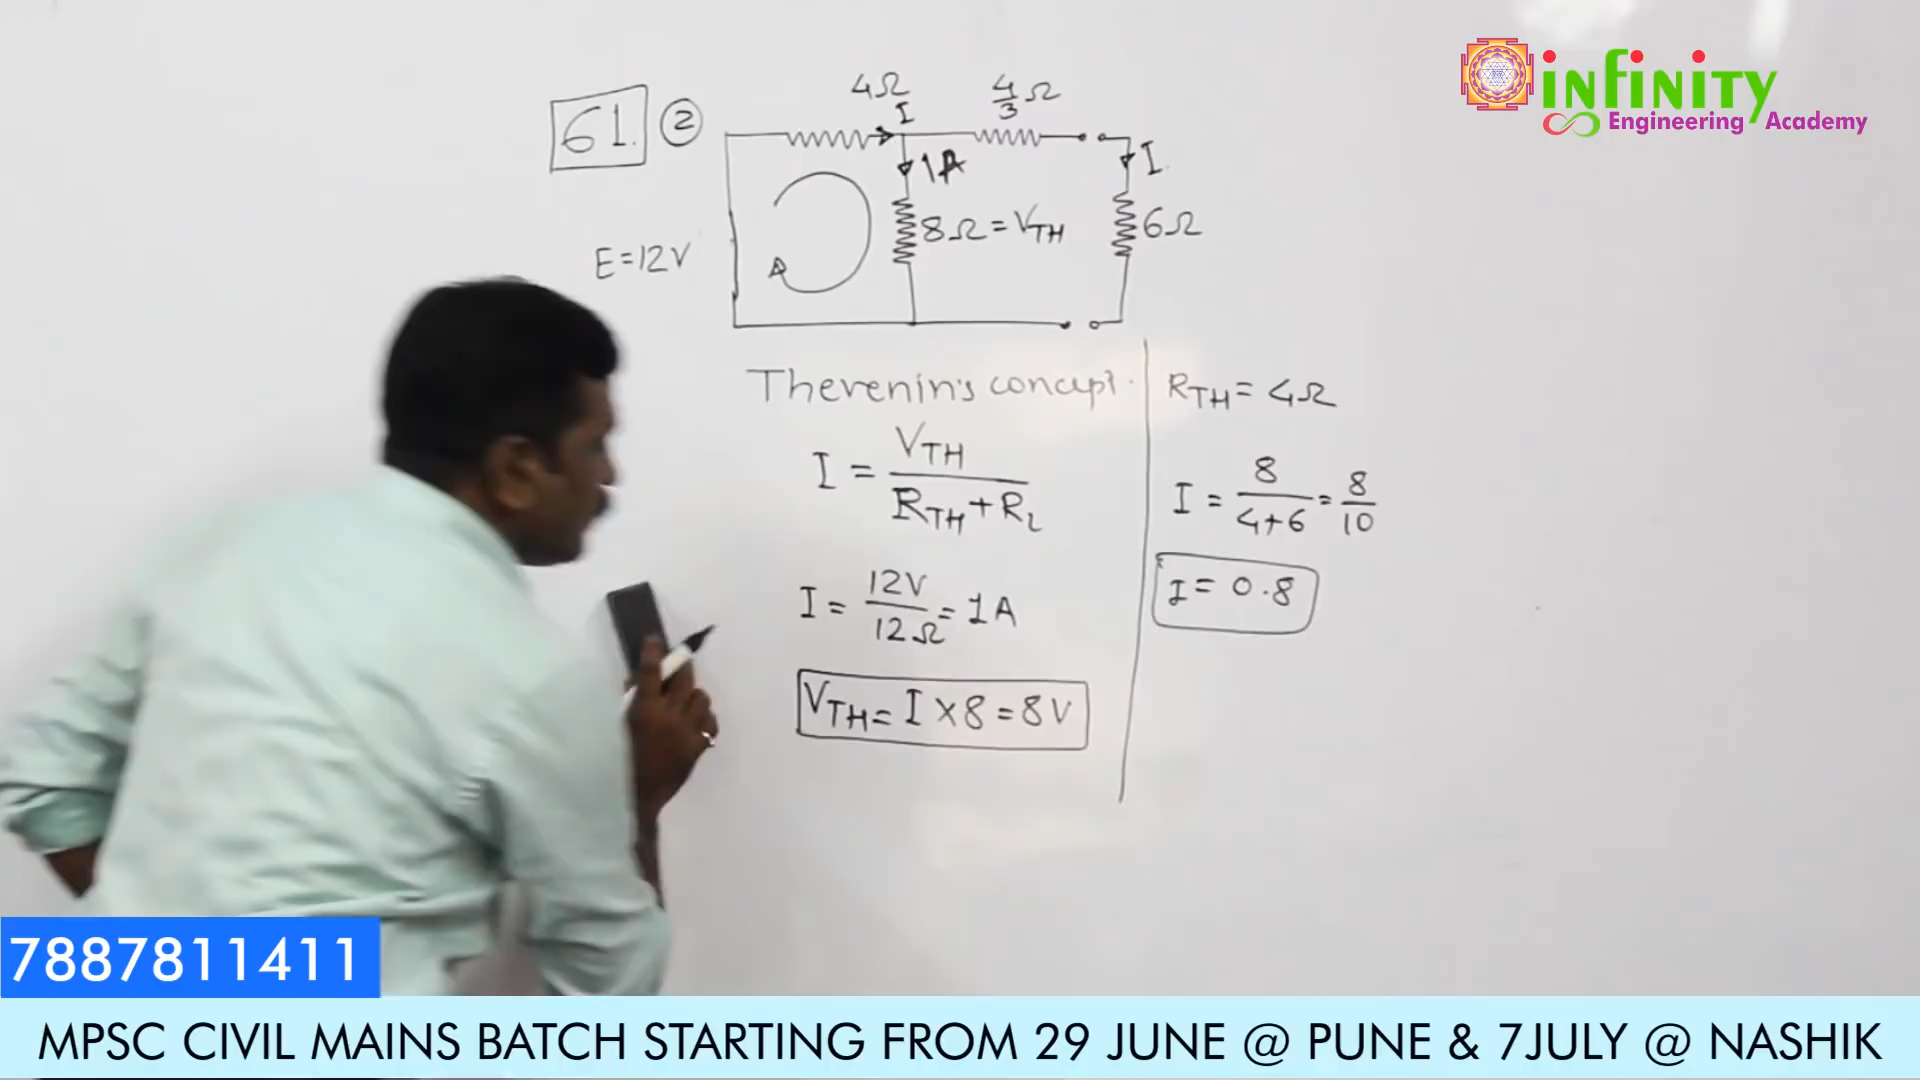 infinity
Engineering Academy
61. 2
4Ω
4/3 Ω
I
1A
I
E=12V
8Ω=VTH
6Ω
Thevenin's concept.
I = VTH / RTH+RL
I = 12V / 12Ω = 1A
VTH = I × 8 = 8V
RTH = 4Ω
I = 8 / 4+6 = 8 / 10
I = 0.8
7887811411
MPSC CIVIL MAINS BATCH STARTING FROM 29 JUNE @ PUNE & 7JULY @ NASHIK